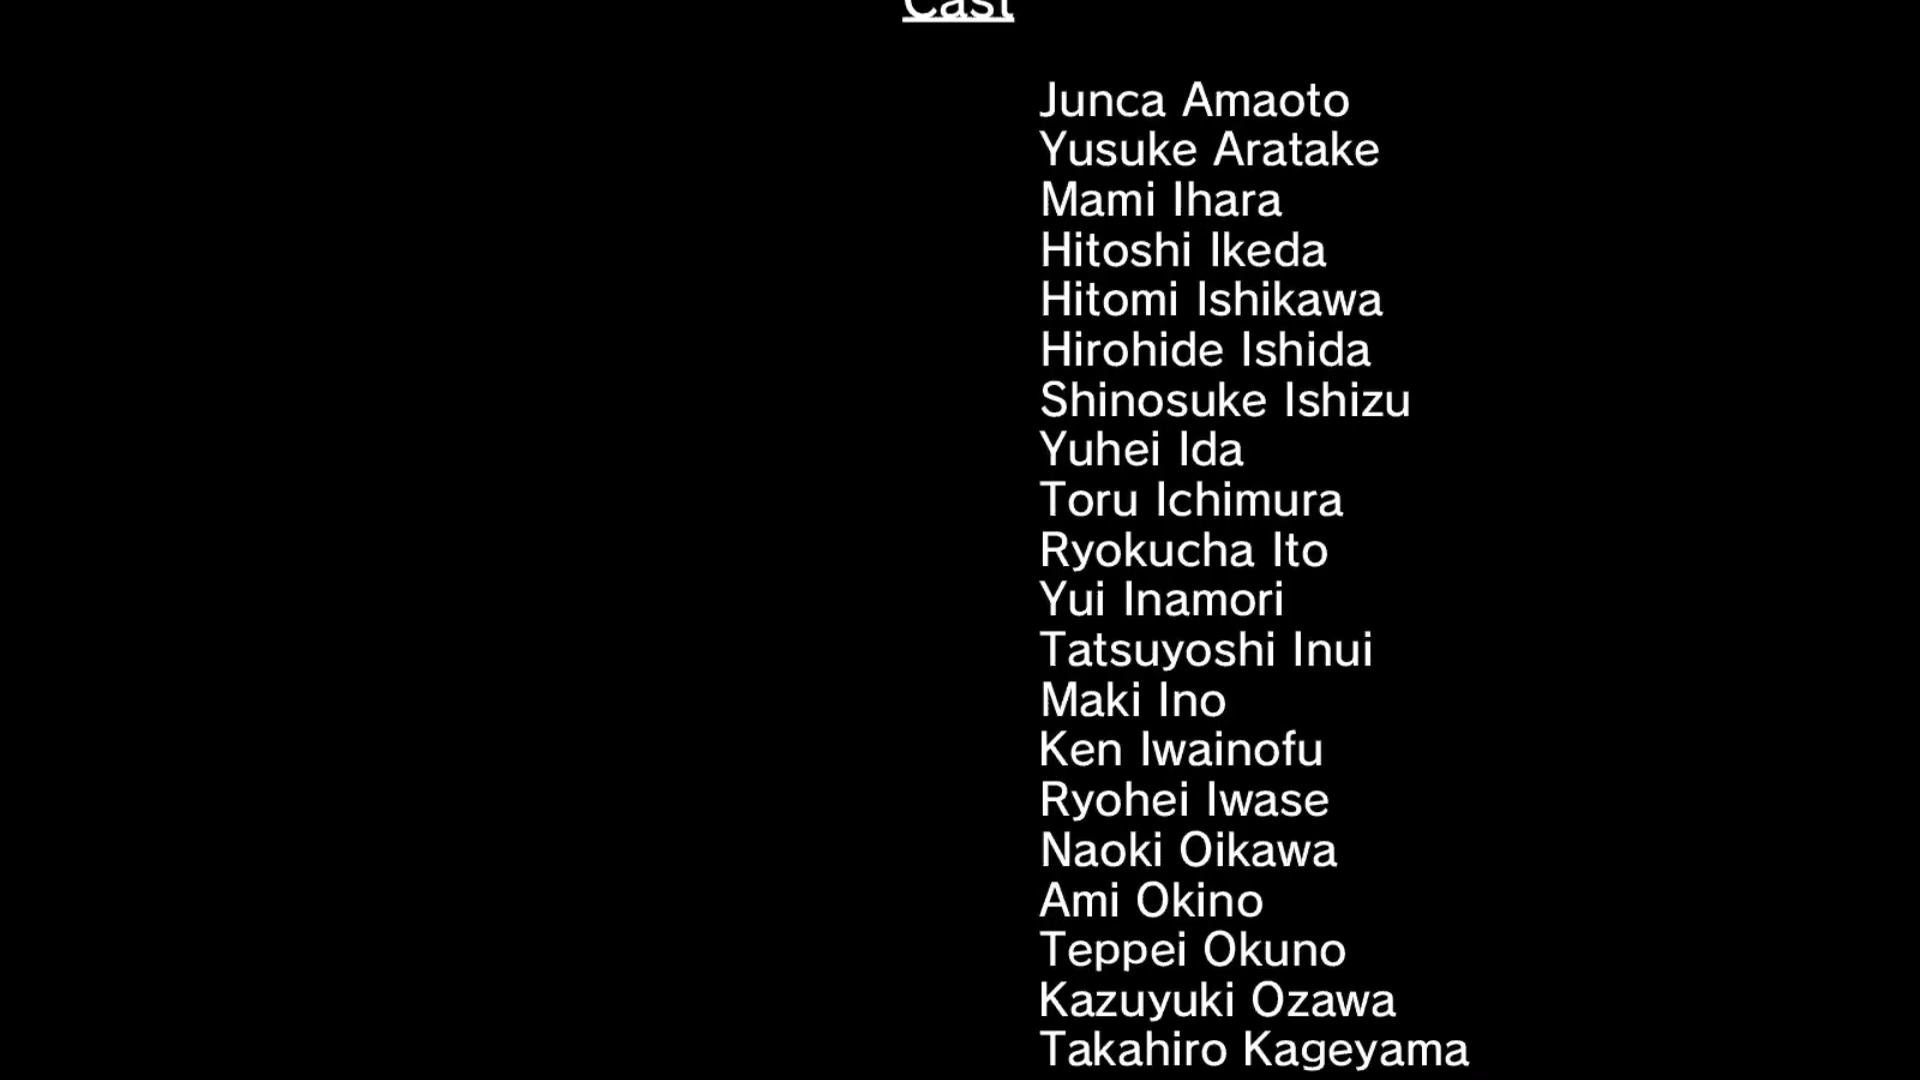 Cast
Junca Amaoto
Yusuke Aratake
Mami Ihara
Hitoshi Ikeda
Hitomi Ishikawa
Hirohide Ishida
Shinosuke Ishizu
Yuhei Ida
Toru Ichimura
Ryokucha Ito
Yui Inamori
Tatsuyoshi Inui
Maki Ino
Ken Iwainofu
Ryohei Iwase
Naoki Oikawa
Ami Okino
Teppei Okuno
Kazuyuki Ozawa
Takahiro Kageyama